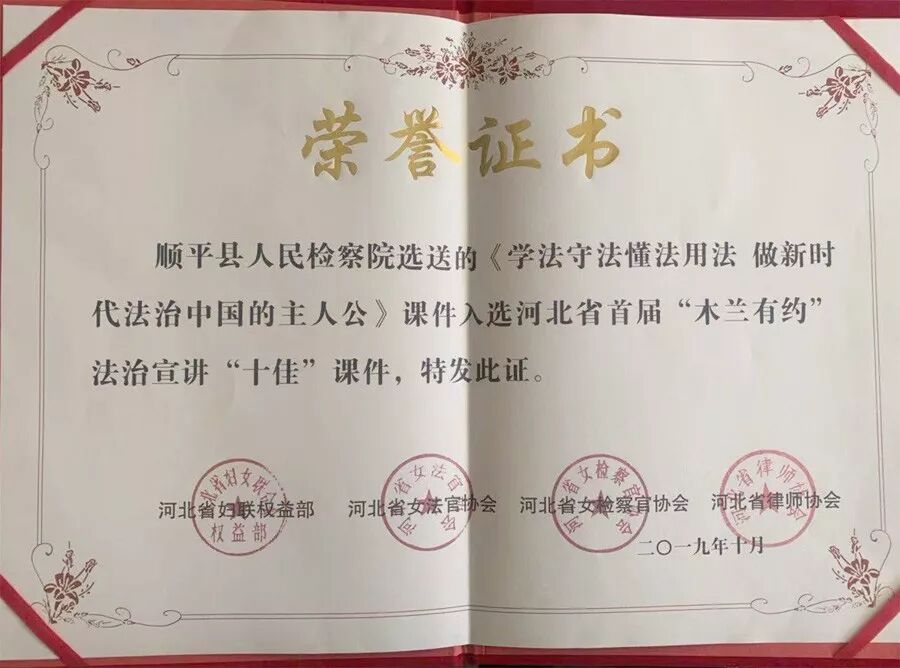 荣誉证书
顺平县人民检察院选送的《学法守法懂法用法 做新时
代法治中国的主人公》课件入选河北省首届“木兰有约”
法治宣讲“十佳”课件，特发此证。
河北省妇联权益部 河北省女法官协会 河北省女检察官协会 河北省律师协会
权益部
二〇一九年十月